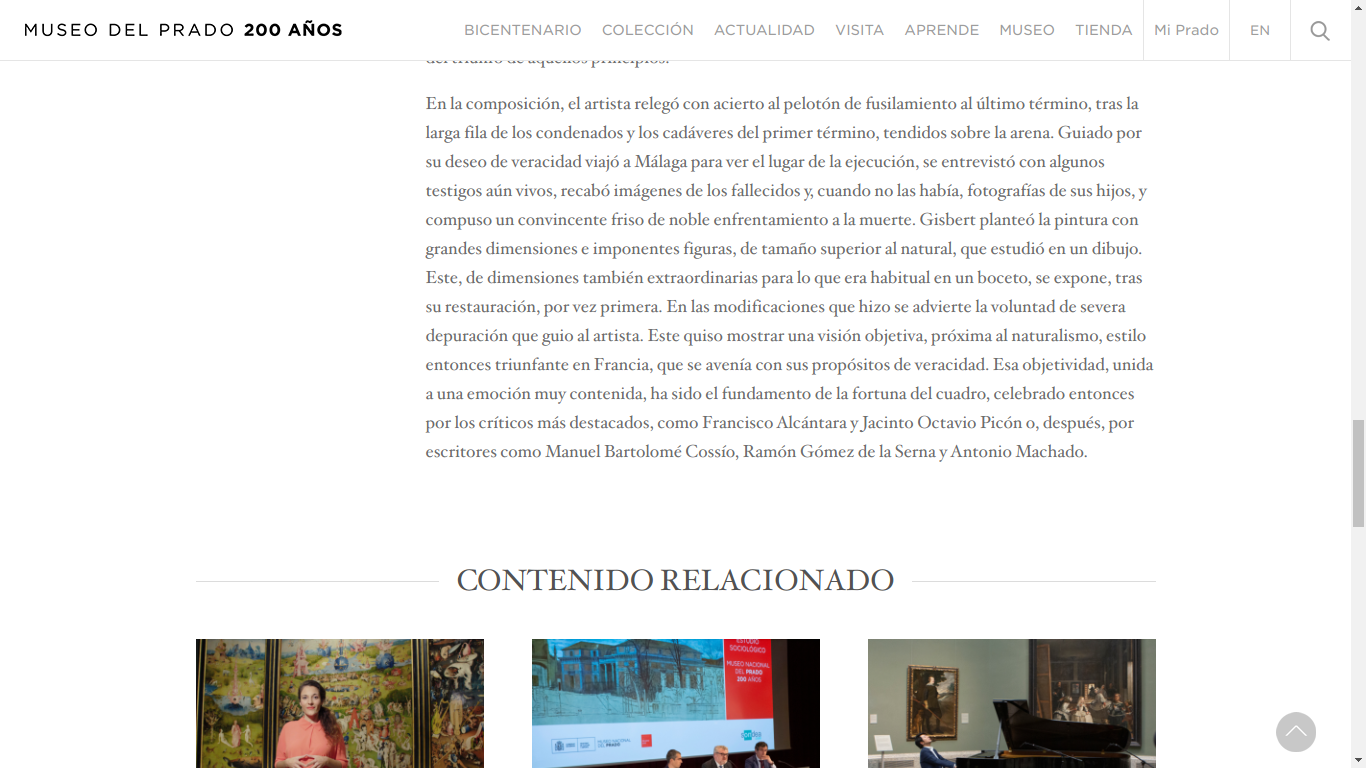 MUSEO DEL PRADO 200 AÑOS
BICENTENARIO COLECCIÓN ACTUALIDAD VISITA APRENDE MUSEO TIENDA Mi Prado EN
del triunfo de aquellos principios.
En la composición, el artista relegó con acierto al pelotón de fusilamiento al último término, tras la
larga fila de los condenados y los cadáveres del primer término, tendidos sobre la arena. Guiado por
su deseo de veracidad viajó a Málaga para ver el lugar de la ejecución, se entrevistó con algunos
testigos aún vivos, recabó imágenes de los fallecidos y, cuando no las había, fotografías de sus hijos, y
compuso un convincente friso de noble enfrentamiento a la muerte. Gisbert planteó la pintura con
grandes dimensiones e imponentes figuras, de tamaño superior al natural, que estudió en un dibujo.
Este, de dimensiones también extraordinarias para lo que era habitual en un boceto, se expone, tras
su restauración, por vez primera. En las modificaciones que hizo se advierte la voluntad de severa
depuración que guio al artista. Este quiso mostrar una visión objetiva, próxima al naturalismo, estilo
entonces triunfante en Francia, que se avenía con sus propósitos de veracidad. Esa objetividad, unida
a una emoción muy contenida, ha sido el fundamento de la fortuna del cuadro, celebrado entonces
por los críticos más destacados, como Francisco Alcántara y Jacinto Octavio Picón o, después, por
escritores como Manuel Bartolomé Cossío, Ramón Gómez de la Serna y Antonio Machado.
CONTENIDO RELACIONADO
ESTUDIO
SOCIOLÓGICO
MUSEO NACIONAL
DEL PRADO
200 AÑOS
MUSEO NACIONAL
DEL PRADO